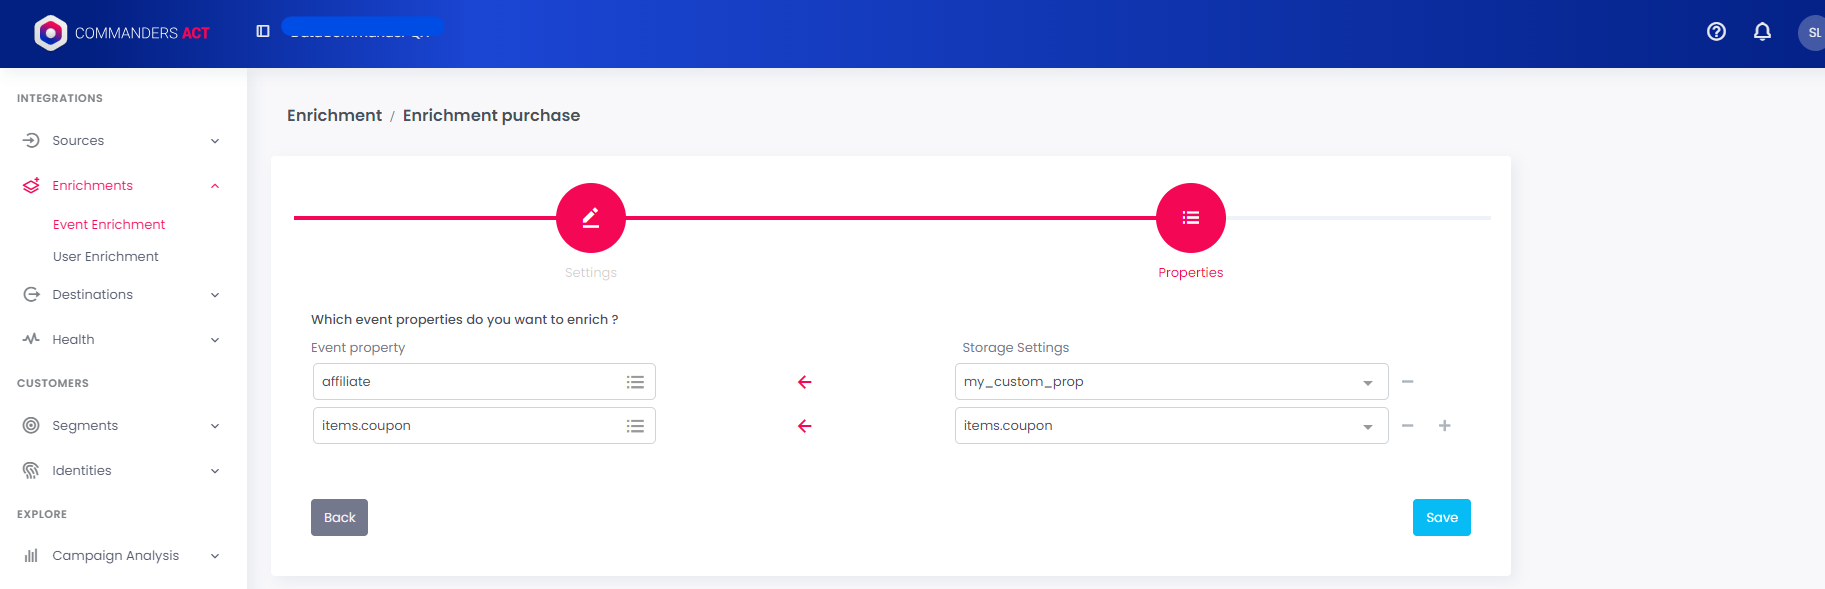 COMMANDERS ACT
SL
INTEGRATIONS
Sources
Enrichments
Event Enrichment
User Enrichment
Destinations
Health
CUSTOMERS
Segments
Identities
EXPLORE
Campaign Analysis
Enrichment / Enrichment purchase
Settings
Properties
Which event properties do you want to enrich ?
Event property
Storage Settings
affiliate
my_custom_prop
items.coupon
items.coupon
Back
Save